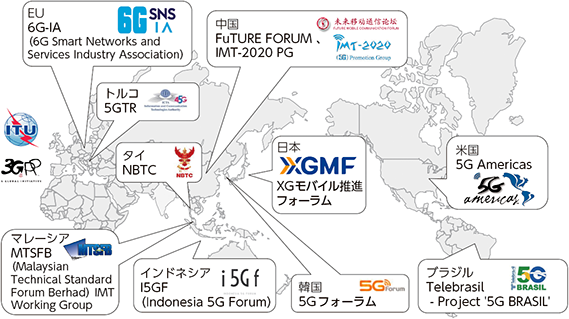 EU
6G-IA
(6G Smart Networks and
Services Industry Association)
6G SNS
IA
中国
FuTURE FORUM 、
IMT-2020 PG
未来移动通信论坛
IMT-2020
(5G) Promotion Group
トルコ
5GTR
5G
ITU
3GPP
A GLOBAL INITIATIVE
タイ
NBTC
NBTC
日本
XGMF
XGモバイル推進
フォーラム
米国
5G Americas
5G
americas
マレーシア
MTSFB
(Malaysian
Technical Standard
Forum Berhad) IMT
Working Group
MTSFB
インドネシア
I5GF
(Indonesia 5G Forum)
i5Gf
韓国
5Gフォーラム
5G forum
ブラジル
Telebrasil
- Project '5G BRASIL'
Telebrasil
5G
BRASIL